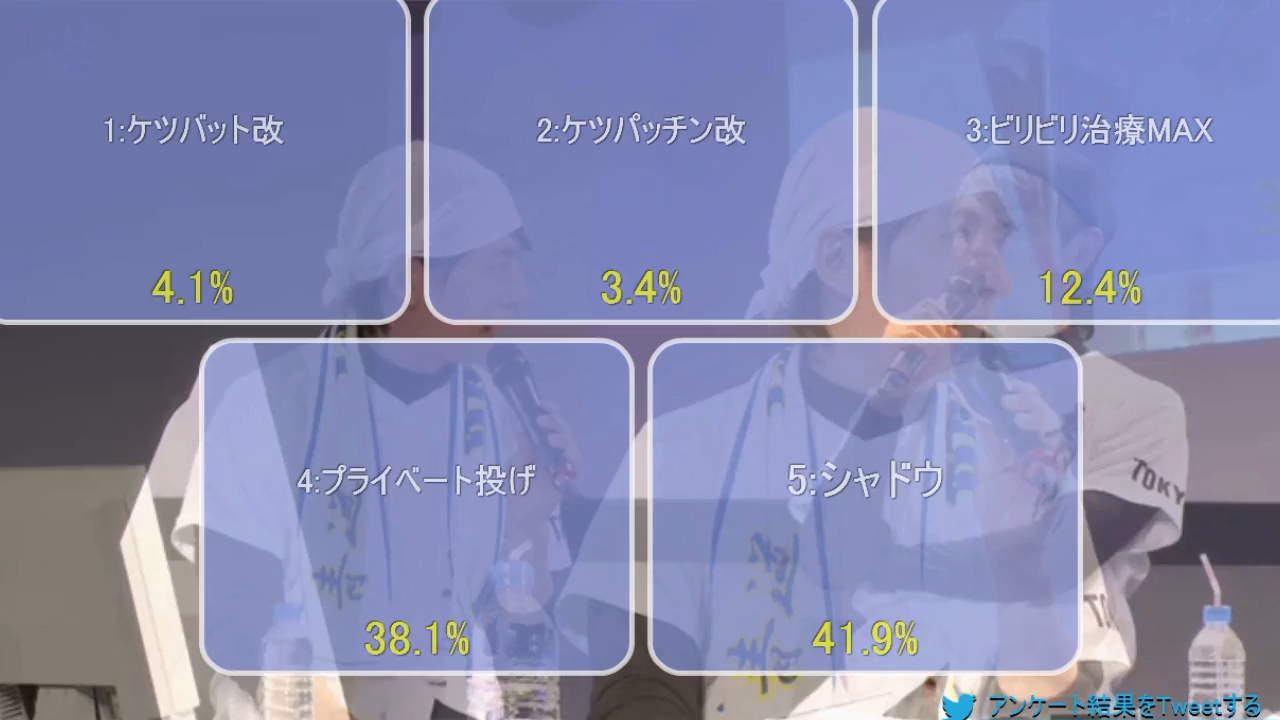 1:ケツバット改
4.1%
2:ケツパッチン改
3.4%
3:ビリビリ治療MAX
12.4%
4:プライベート投げ
38.1%
5:シャドウ
41.9%
TOKY
アンケート結果をTweetする